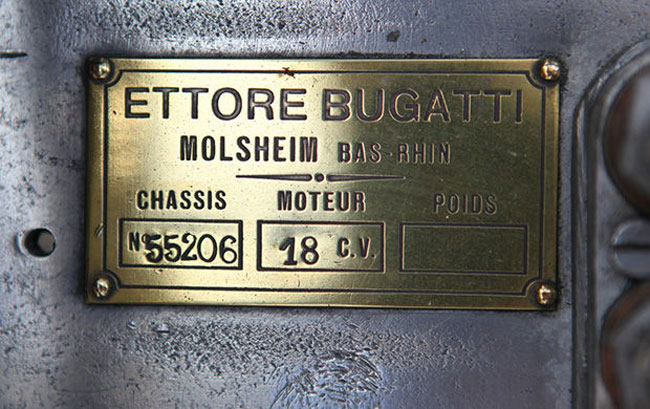 ETTORE BUGATTI
MOLSHEIM BAS-RHIN
CHASSIS MOTEUR POIDS
No 55206 18 C.V.